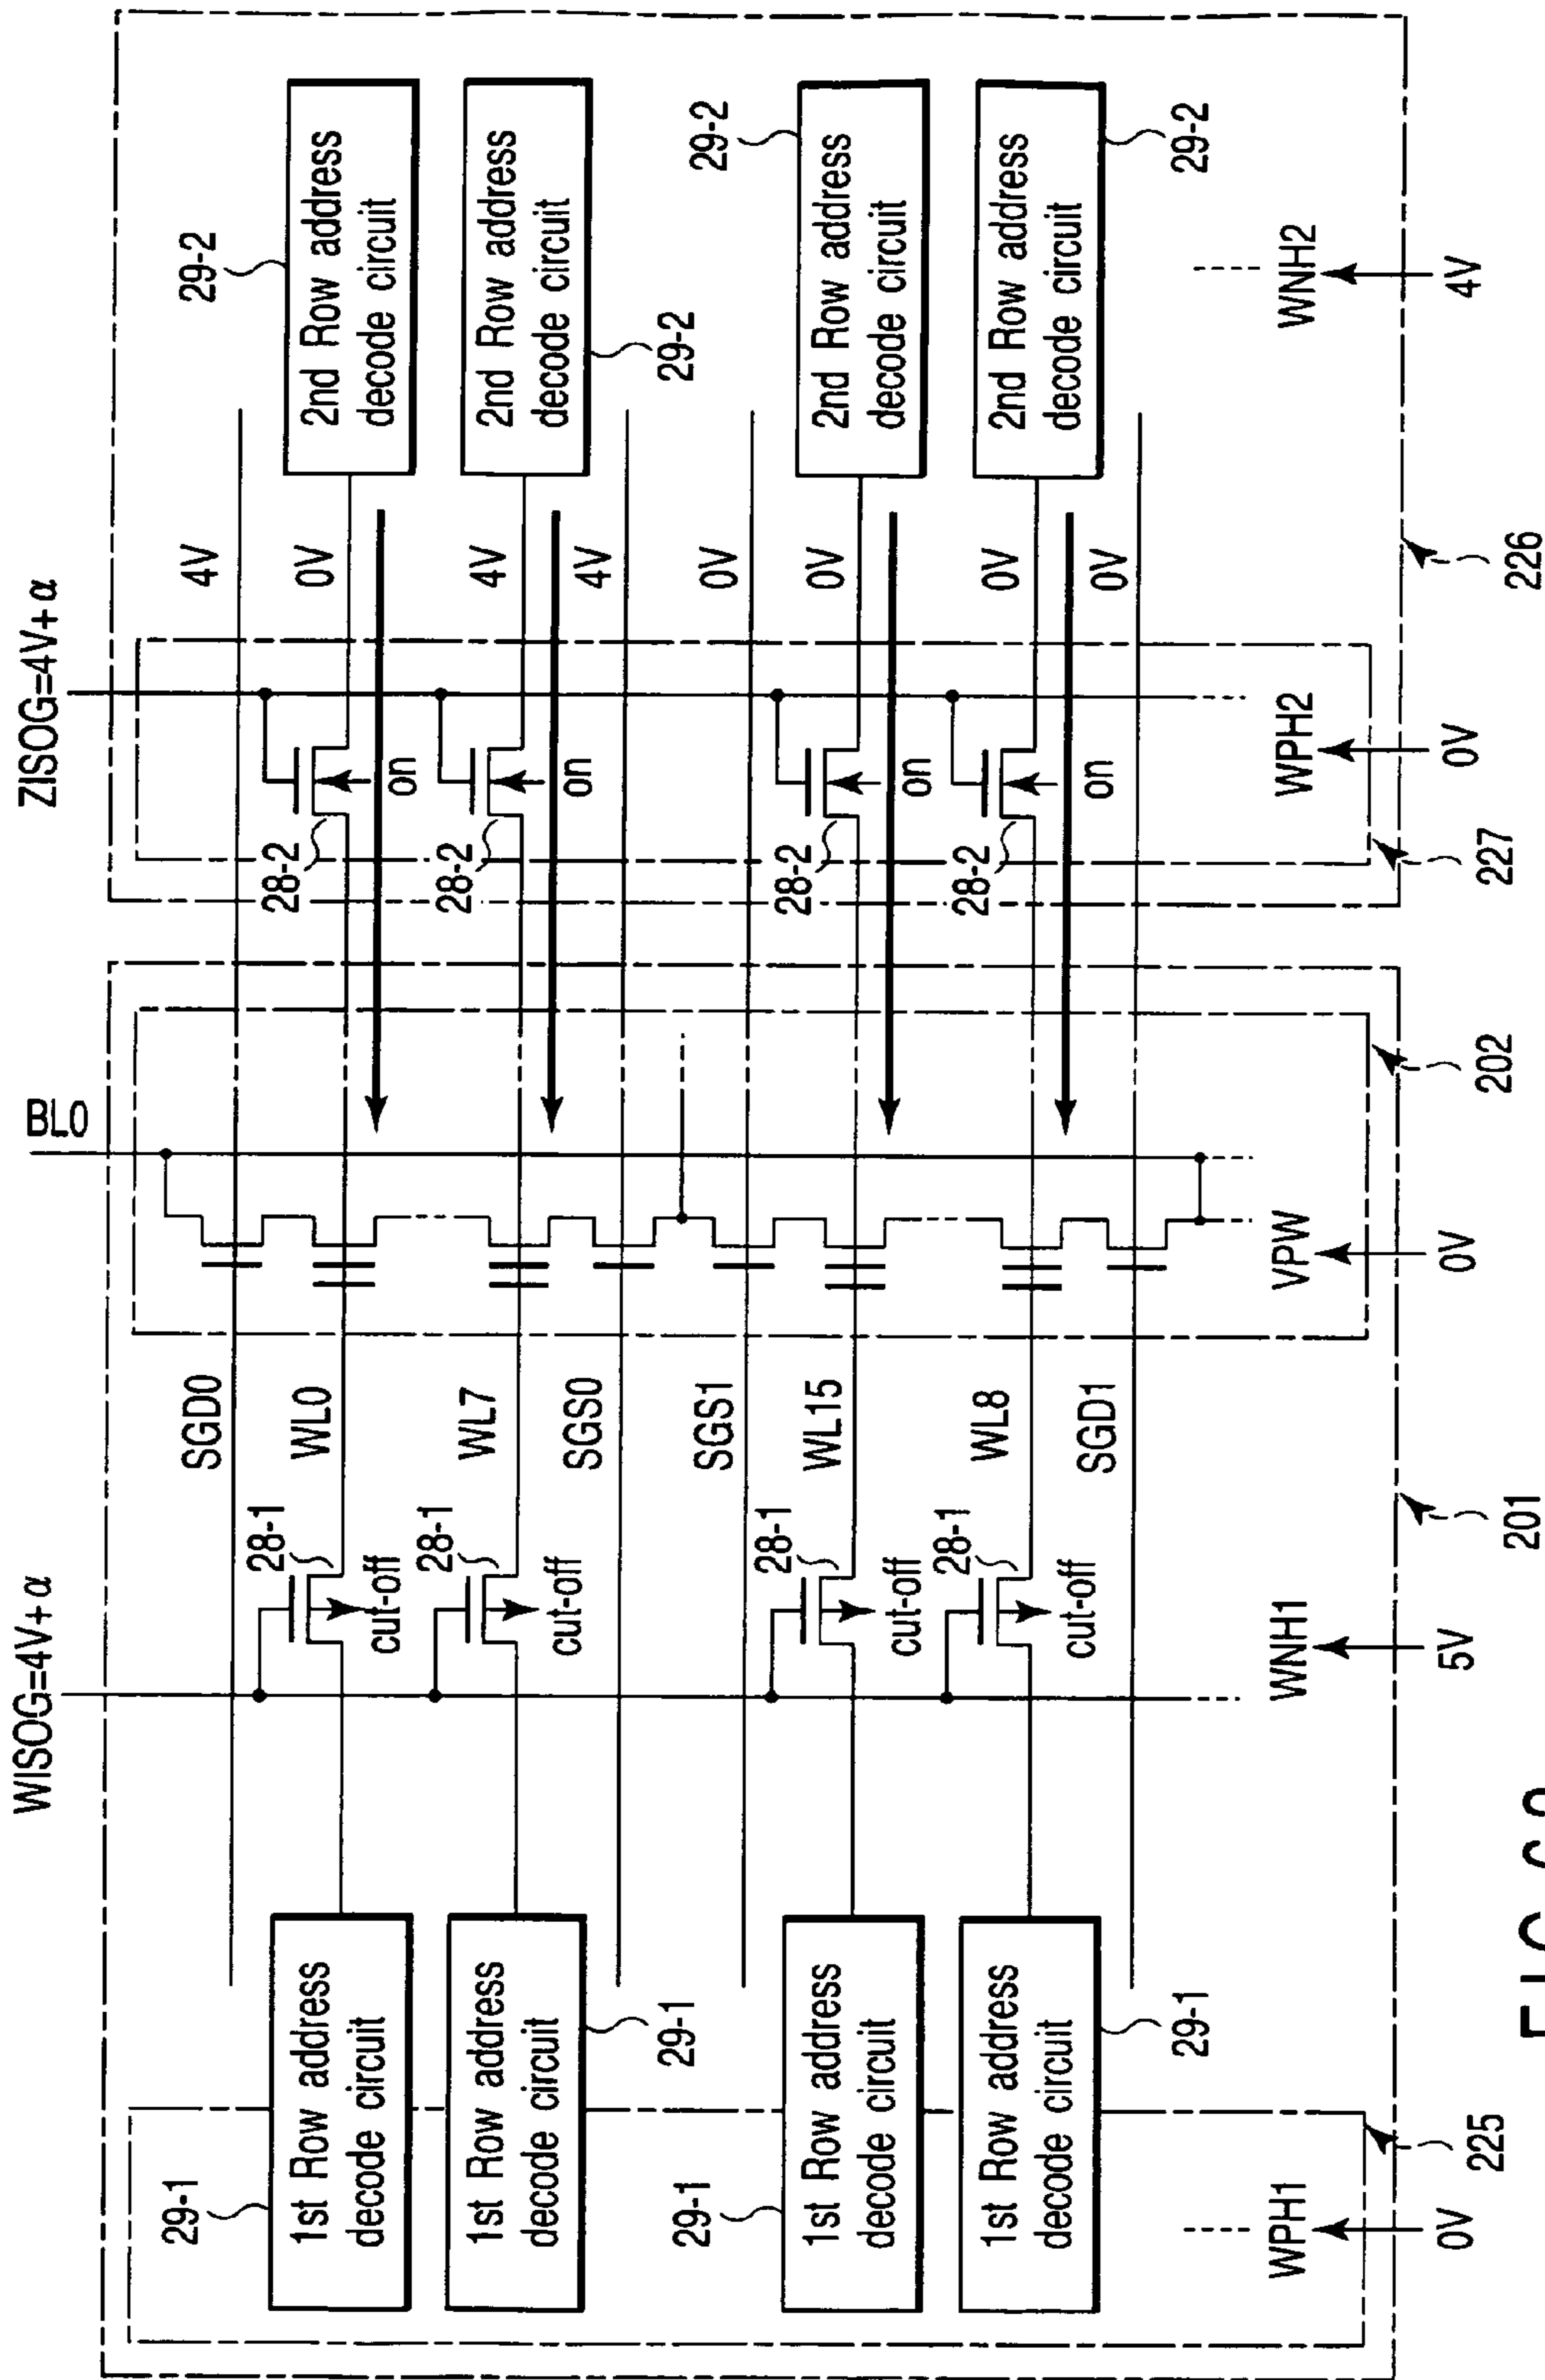 WISOG=4V+α
BL0
ZISOG=4V+α
29-1
1st Row address
decode circuit
28-1
cut-off
SGD0
WL0
28-2
on
4V
0V
29-2
2nd Row address
decode circuit
1st Row address
decode circuit
29-1
28-1
cut-off
WL7
SGS0
28-2
on
4V
4V
2nd Row address
decode circuit
29-2
29-1
1st Row address
decode circuit
28-1
cut-off
SGS1
WL15
28-2
on
0V
0V
29-2
2nd Row address
decode circuit
1st Row address
decode circuit
29-1
28-1
cut-off
WL8
SGD1
28-2
on
0V
0V
2nd Row address
decode circuit
29-2
WPH1
0V
WNH1
5V
VPW
0V
WPH2
0V
WNH2
4V
225
201
202
227
226